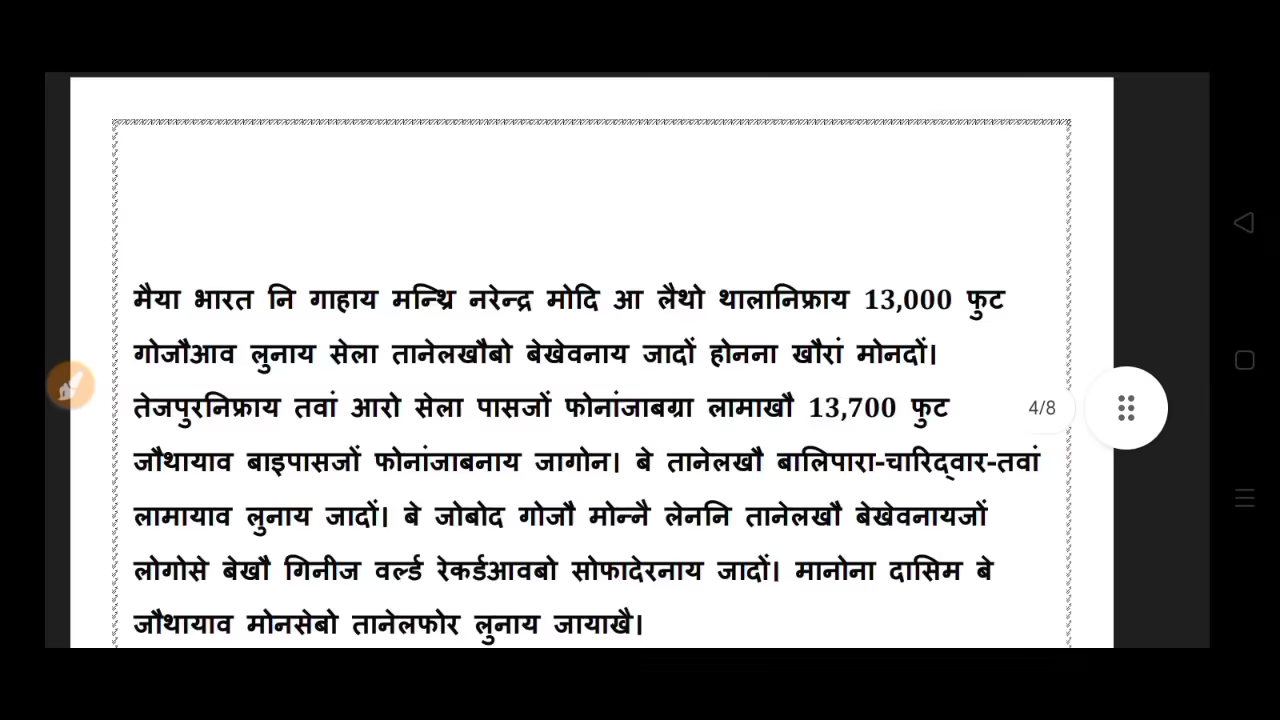 मैया भारत नि गाहाय मन्थ्रि नरेन्द्र मोदि आ लैथो थालानिफ्राय 13,000 फुट
गोजौआव लुनाय सेला तानेलखौबो बेखेवनाय जादों होनना खौरां मोनदों।
तेजपुरनिफ्राय तवां आरो सेला पासजों फोनांजाबग्रा लामाखौ 13,700 फुट
4/8
जौथायाव बाइपासजों फोनांजाबनाय जागोन। बे तानेलखौ बालिपारा-चारिद्वार-तवां
लामायाव लुनाय जादों। बे जोबोद गोजौ मोन्नै लेननि तानेलखौ बेखेवनायजों
लोगोसे बेखौ गिनीज वर्ल्ड रेकर्डआवबो सोफादेरनाय जादों। मानोना दासिम बे
जौथायाव मोनसेबो तानेलफोर लुनाय जायाखै।